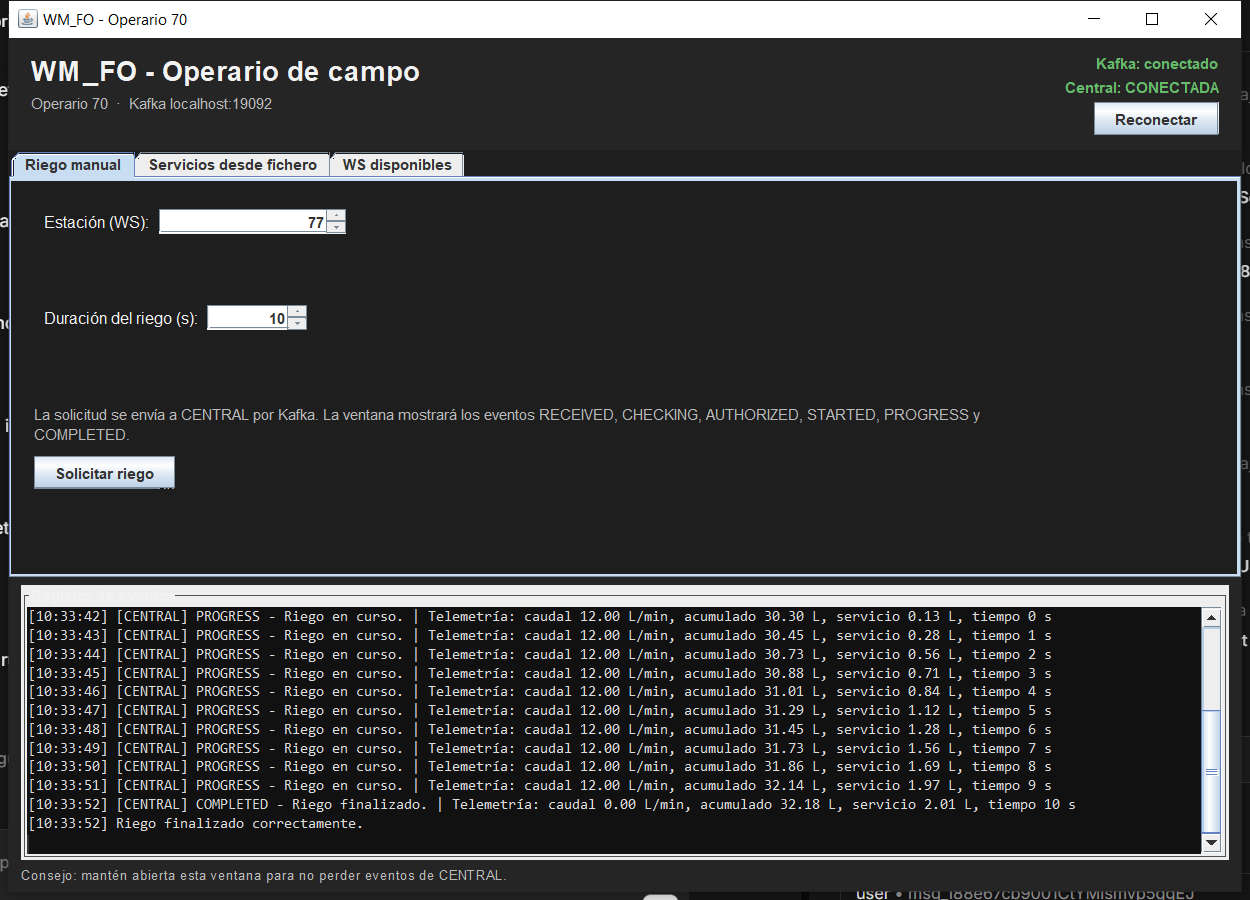 WM_FO - Operario 70
WM_FO - Operario de campo
Kafka: conectado
Operario 70 · Kafka localhost:19092
Central: CONECTADA
Reconectar
Riego manual
Servicios desde fichero
WS disponibles
Estación (WS):
77
Duración del riego (s):
10
La solicitud se envía a CENTRAL por Kafka. La ventana mostrará los eventos RECEIVED, CHECKING, AUTHORIZED, STARTED, PROGRESS y
COMPLETED.
Solicitar riego
[10:33:42] [CENTRAL] PROGRESS - Riego en curso. | Telemetría: caudal 12.00 L/min, acumulado 30.30 L, servicio 0.13 L, tiempo 0 s
[10:33:43] [CENTRAL] PROGRESS - Riego en curso. | Telemetría: caudal 12.00 L/min, acumulado 30.45 L, servicio 0.28 L, tiempo 1 s
[10:33:44] [CENTRAL] PROGRESS - Riego en curso. | Telemetría: caudal 12.00 L/min, acumulado 30.73 L, servicio 0.56 L, tiempo 2 s
[10:33:45] [CENTRAL] PROGRESS - Riego en curso. | Telemetría: caudal 12.00 L/min, acumulado 30.88 L, servicio 0.71 L, tiempo 3 s
[10:33:46] [CENTRAL] PROGRESS - Riego en curso. | Telemetría: caudal 12.00 L/min, acumulado 31.01 L, servicio 0.84 L, tiempo 4 s
[10:33:47] [CENTRAL] PROGRESS - Riego en curso. | Telemetría: caudal 12.00 L/min, acumulado 31.29 L, servicio 1.12 L, tiempo 5 s
[10:33:48] [CENTRAL] PROGRESS - Riego en curso. | Telemetría: caudal 12.00 L/min, acumulado 31.45 L, servicio 1.28 L, tiempo 6 s
[10:33:49] [CENTRAL] PROGRESS - Riego en curso. | Telemetría: caudal 12.00 L/min, acumulado 31.73 L, servicio 1.56 L, tiempo 7 s
[10:33:50] [CENTRAL] PROGRESS - Riego en curso. | Telemetría: caudal 12.00 L/min, acumulado 31.86 L, servicio 1.69 L, tiempo 8 s
[10:33:51] [CENTRAL] PROGRESS - Riego en curso. | Telemetría: caudal 12.00 L/min, acumulado 32.14 L, servicio 1.97 L, tiempo 9 s
[10:33:52] [CENTRAL] COMPLETED - Riego finalizado. | Telemetría: caudal 0.00 L/min, acumulado 32.18 L, servicio 2.01 L, tiempo 10 s
[10:33:52] Riego finalizado correctamente.
Consejo: mantén abierta esta ventana para no perder eventos de CENTRAL.
user •